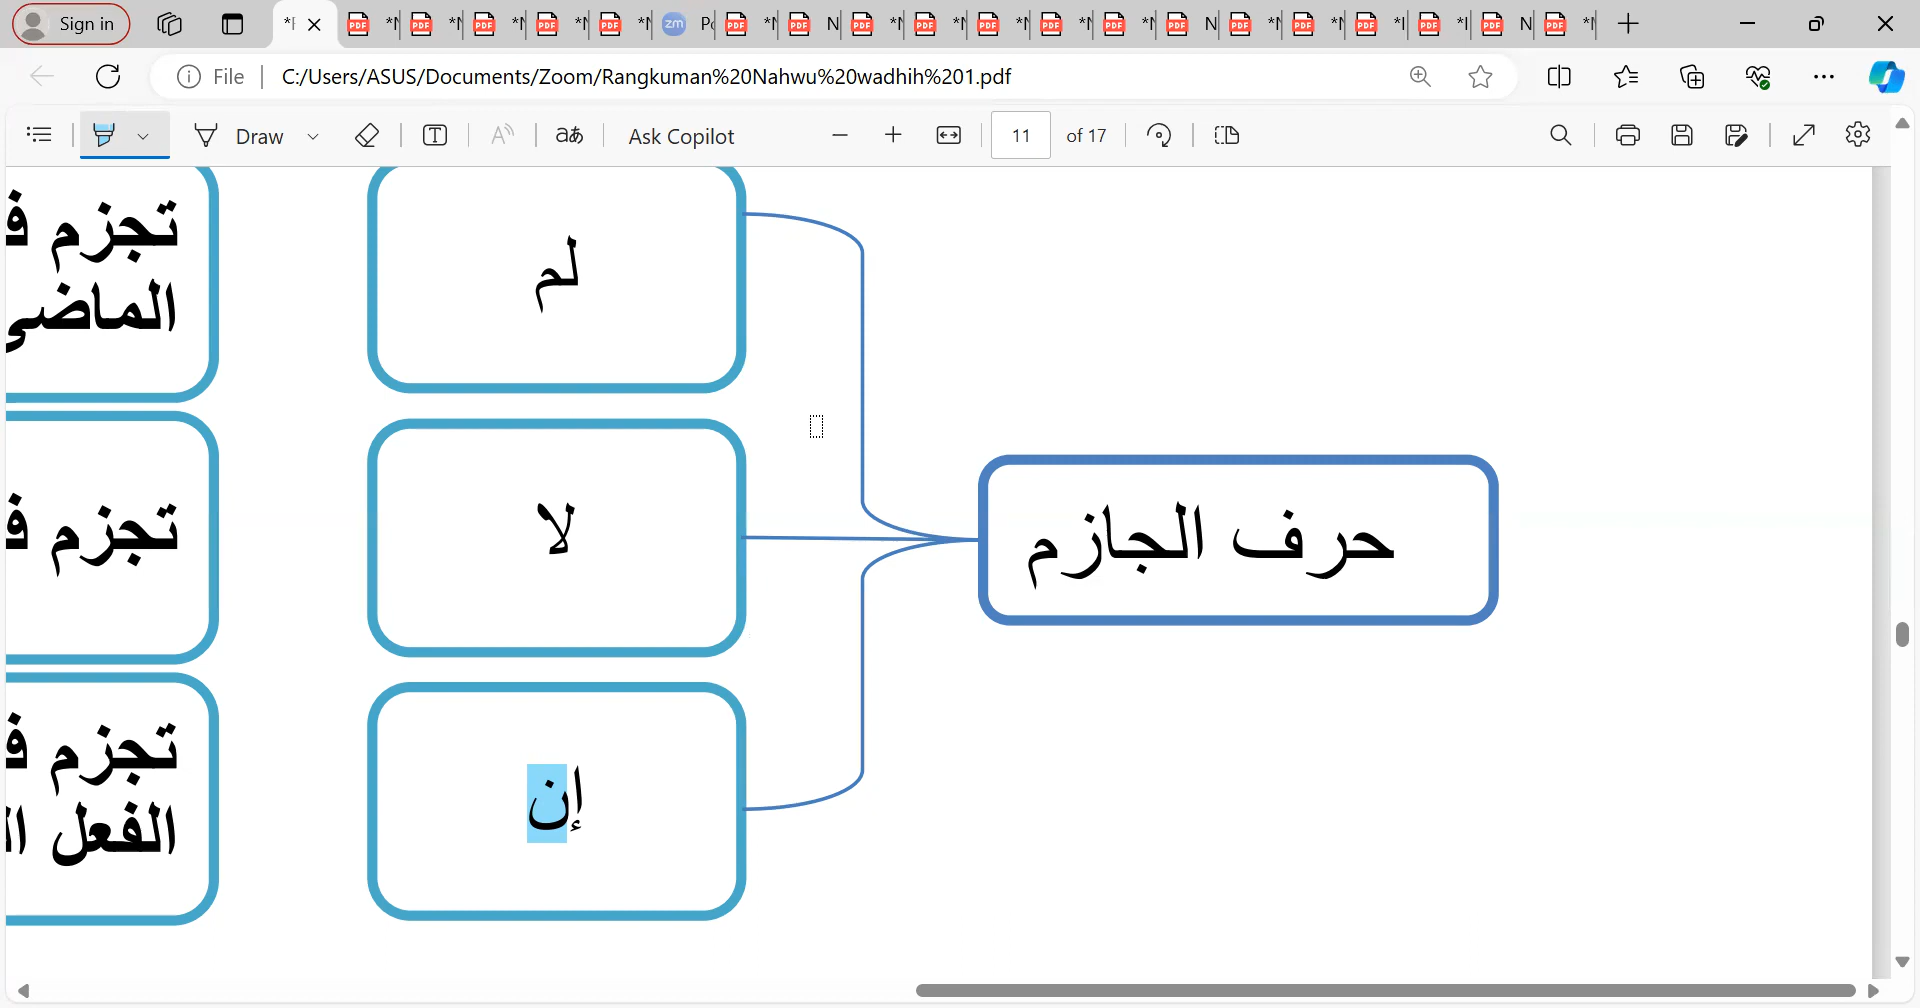 Sign in
File
C:/Users/ASUS/Documents/Zoom/Rangkuman%20Nahwu%20wadhih%201.pdf
Draw
Ask Copilot
11
of 17
حرف الجازم
لم
لا
إن
تجزم ف
الماضي
تجزم ف
تجزم ف
الفعل ال